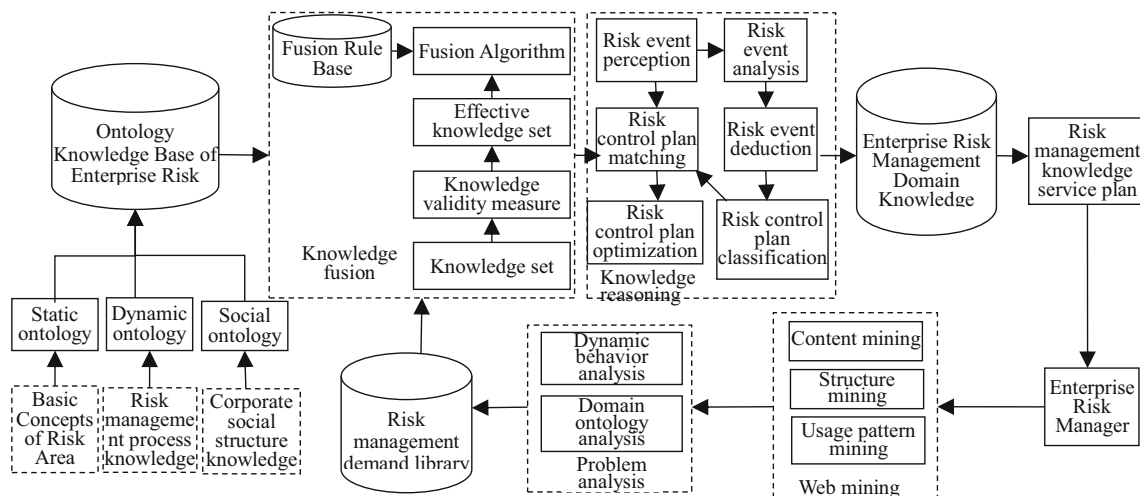 Fusion Rule
Base
Fusion Algorithm
Effective
knowledge set
Knowledge
validity measure
Knowledge set
Knowledge
fusion
Ontology
Knowledge Base of
Enterprise Risk
Static
ontology
Dynamic
ontology
Social
ontology
Basic
Concepts
of Risk
Area
Risk
manageme
nt process
knowledge
Corporate
social
structure
knowledge
Risk event
perception
Risk
event
analysis
Risk
control plan
matching
Risk event
deduction
Risk
control plan
optimization
Risk control
plan
classification
Knowledge
reasoning
Enterprise Risk
Management
Domain
Knowledge
Risk
management
knowledge
service plan
Enterprise
Risk
Manager
Content mining
Structure
mining
Usage pattern
mining
Web mining
Dynamic
behavior
analysis
Domain
ontology
analysis
Problem
analysis
Risk
management
demand library